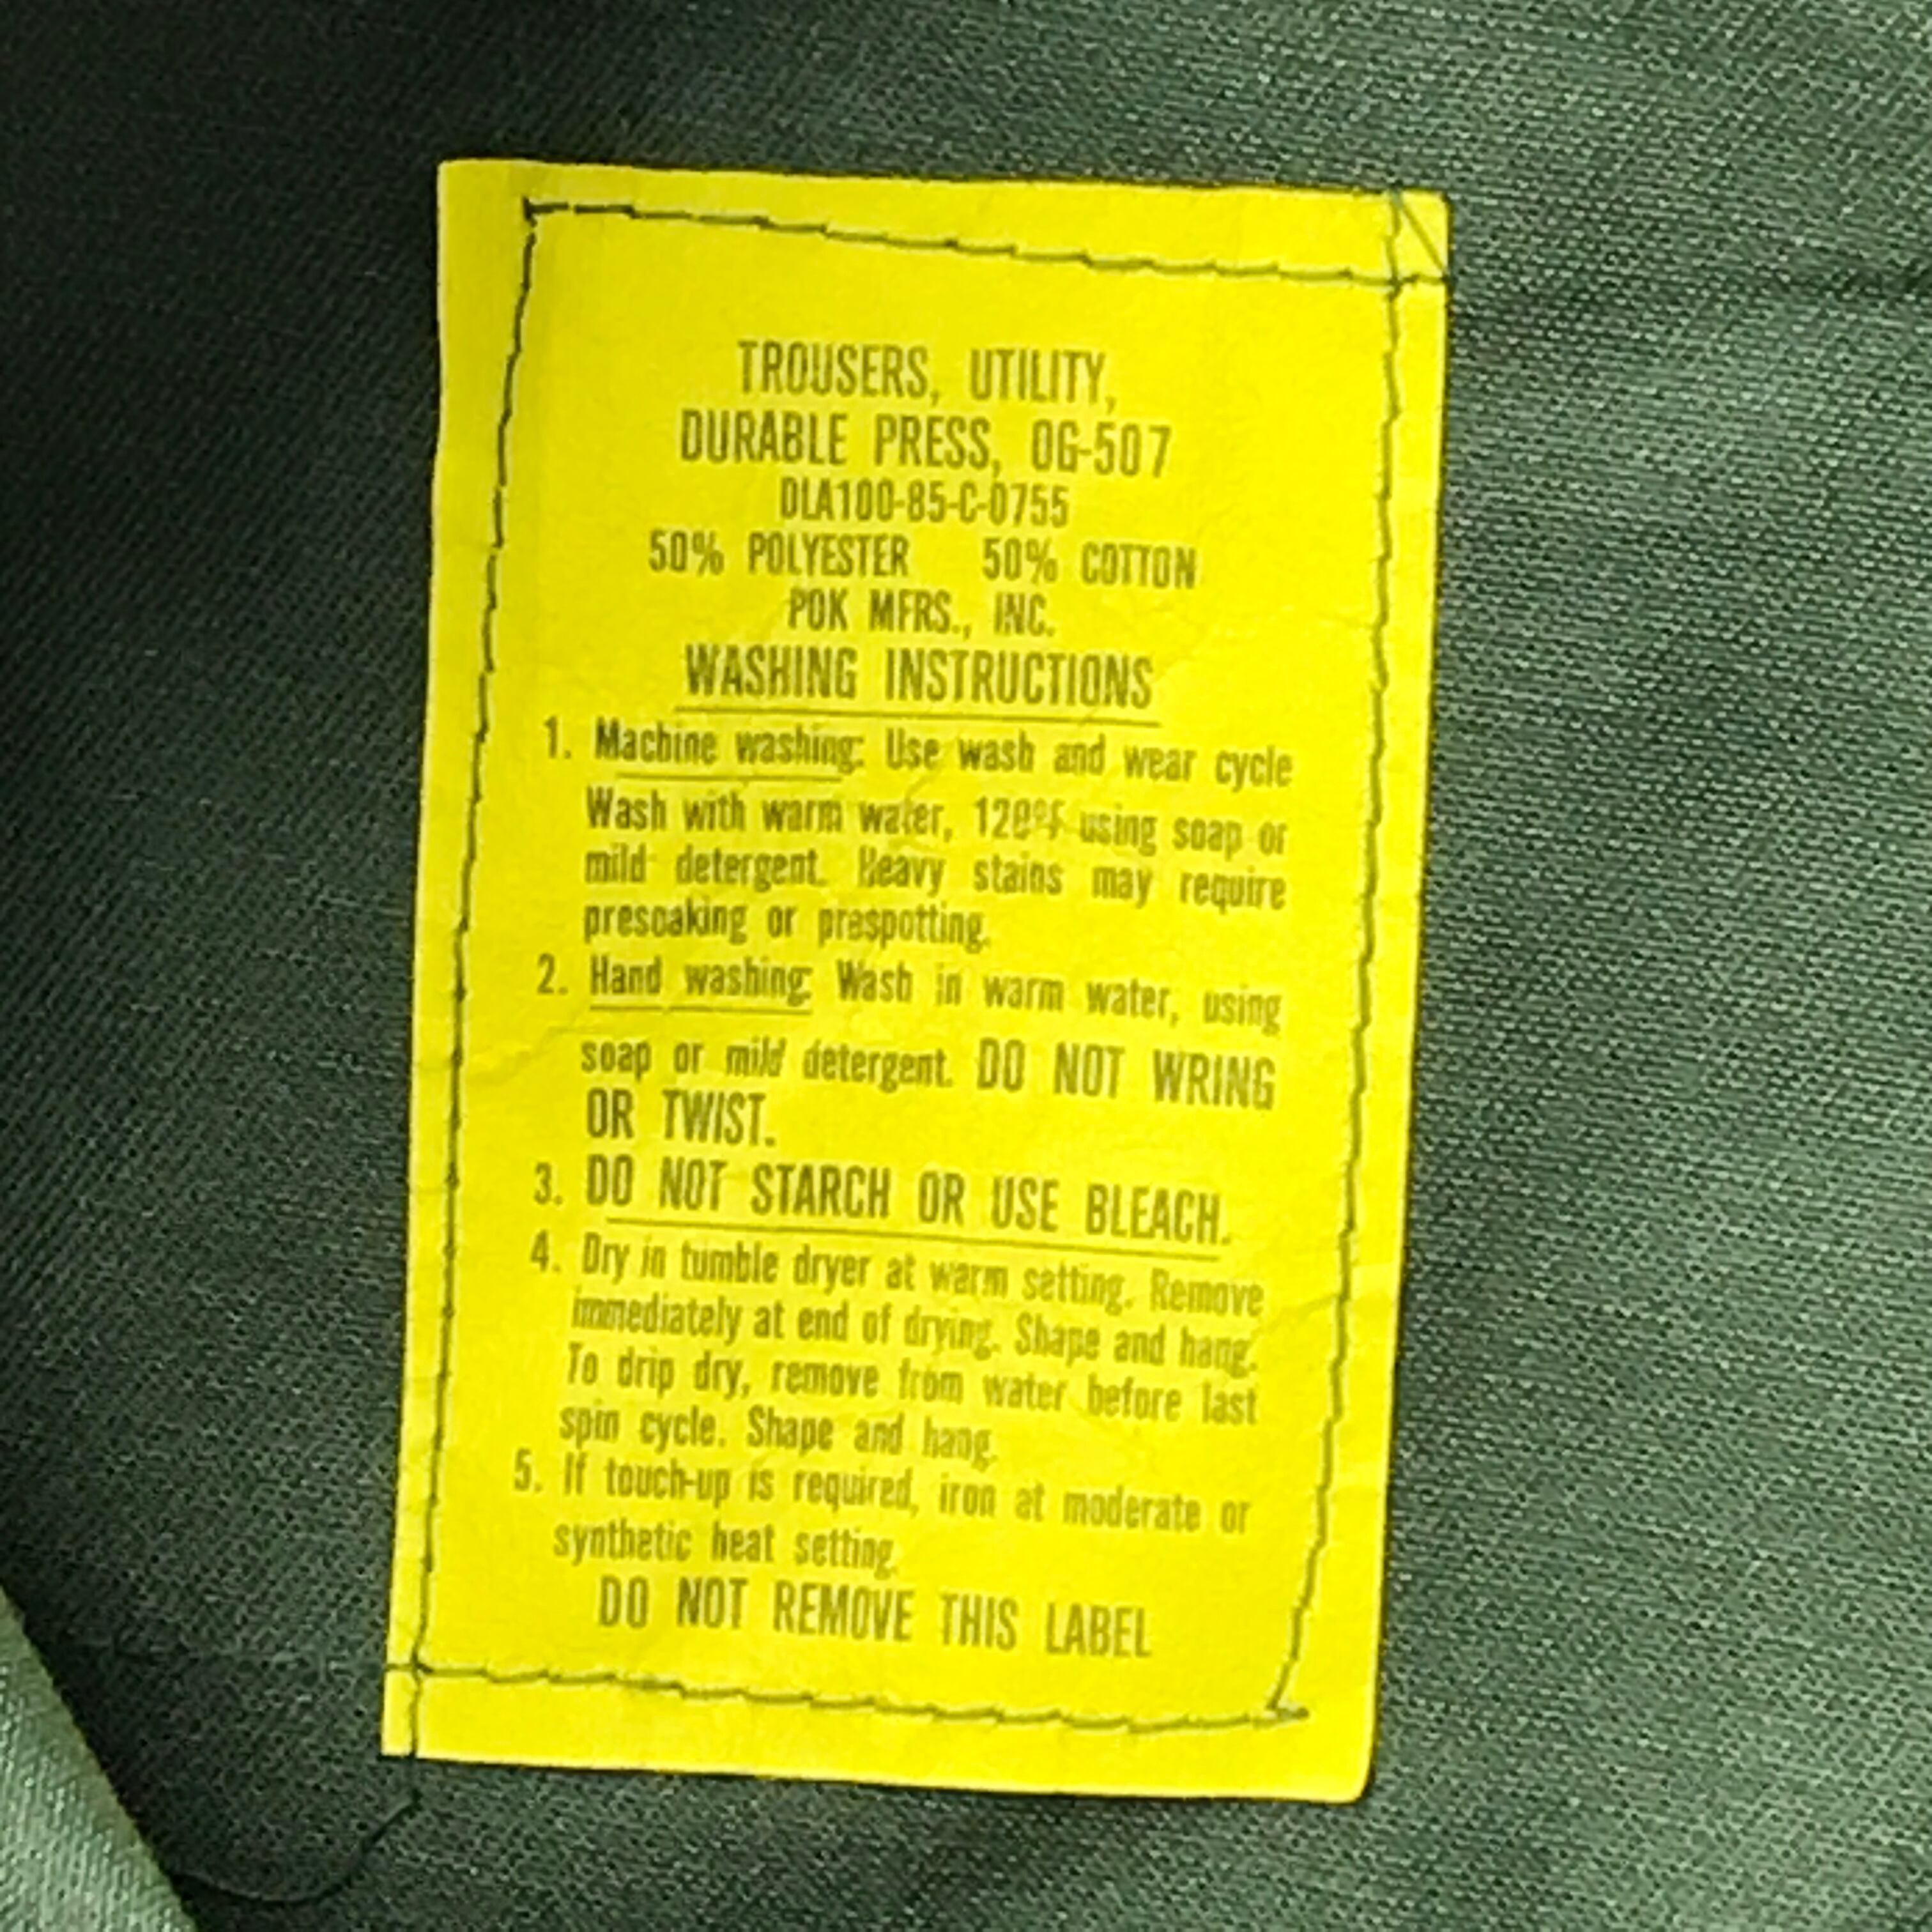 TROUSERS, UTILITY,
DURABLE PRESS, OG-507
DLA100-85-C-0755
50% POLYESTER 50% COTTON
POK MFRS., INC.
WASHING INSTRUCTIONS
1. Machine washing: Use wash and wear cycle
Wash with warm water, 120°F using soap or
mild detergent. Heavy stains may require
presoaking or prespotting.
2. Hand washing: Wash in warm water, using
soap or mild detergent. DO NOT WRING
OR TWIST.
3. DO NOT STARCH OR USE BLEACH.
4. Dry in tumble dryer at warm setting. Remove
immediately at end of drying. Shape and hang.
To drip dry, remove from water before last
spin cycle. Shape and hang.
5. If touch-up is required, iron at moderate or
synthetic heat setting.
DO NOT REMOVE THIS LABEL